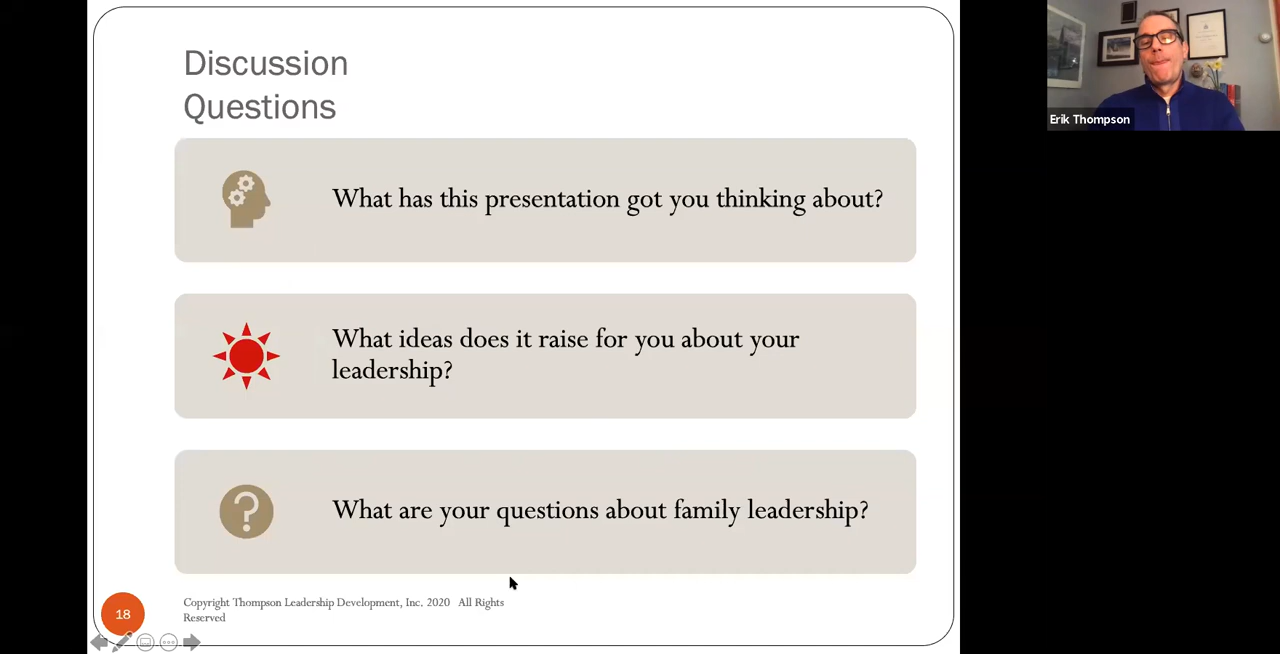 Discussion
Questions
What has this presentation got you thinking about?
What ideas does it raise for you about your
leadership?
What are your questions about family leadership?
Copyright Thompson Leadership Development, Inc. 2020 All Rights
Reserved
18
Erik Thompson